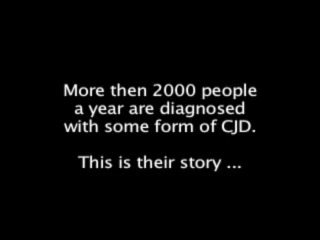 More then 2000 people
a year are diagnosed
with some form of CJD.
This is their story ...